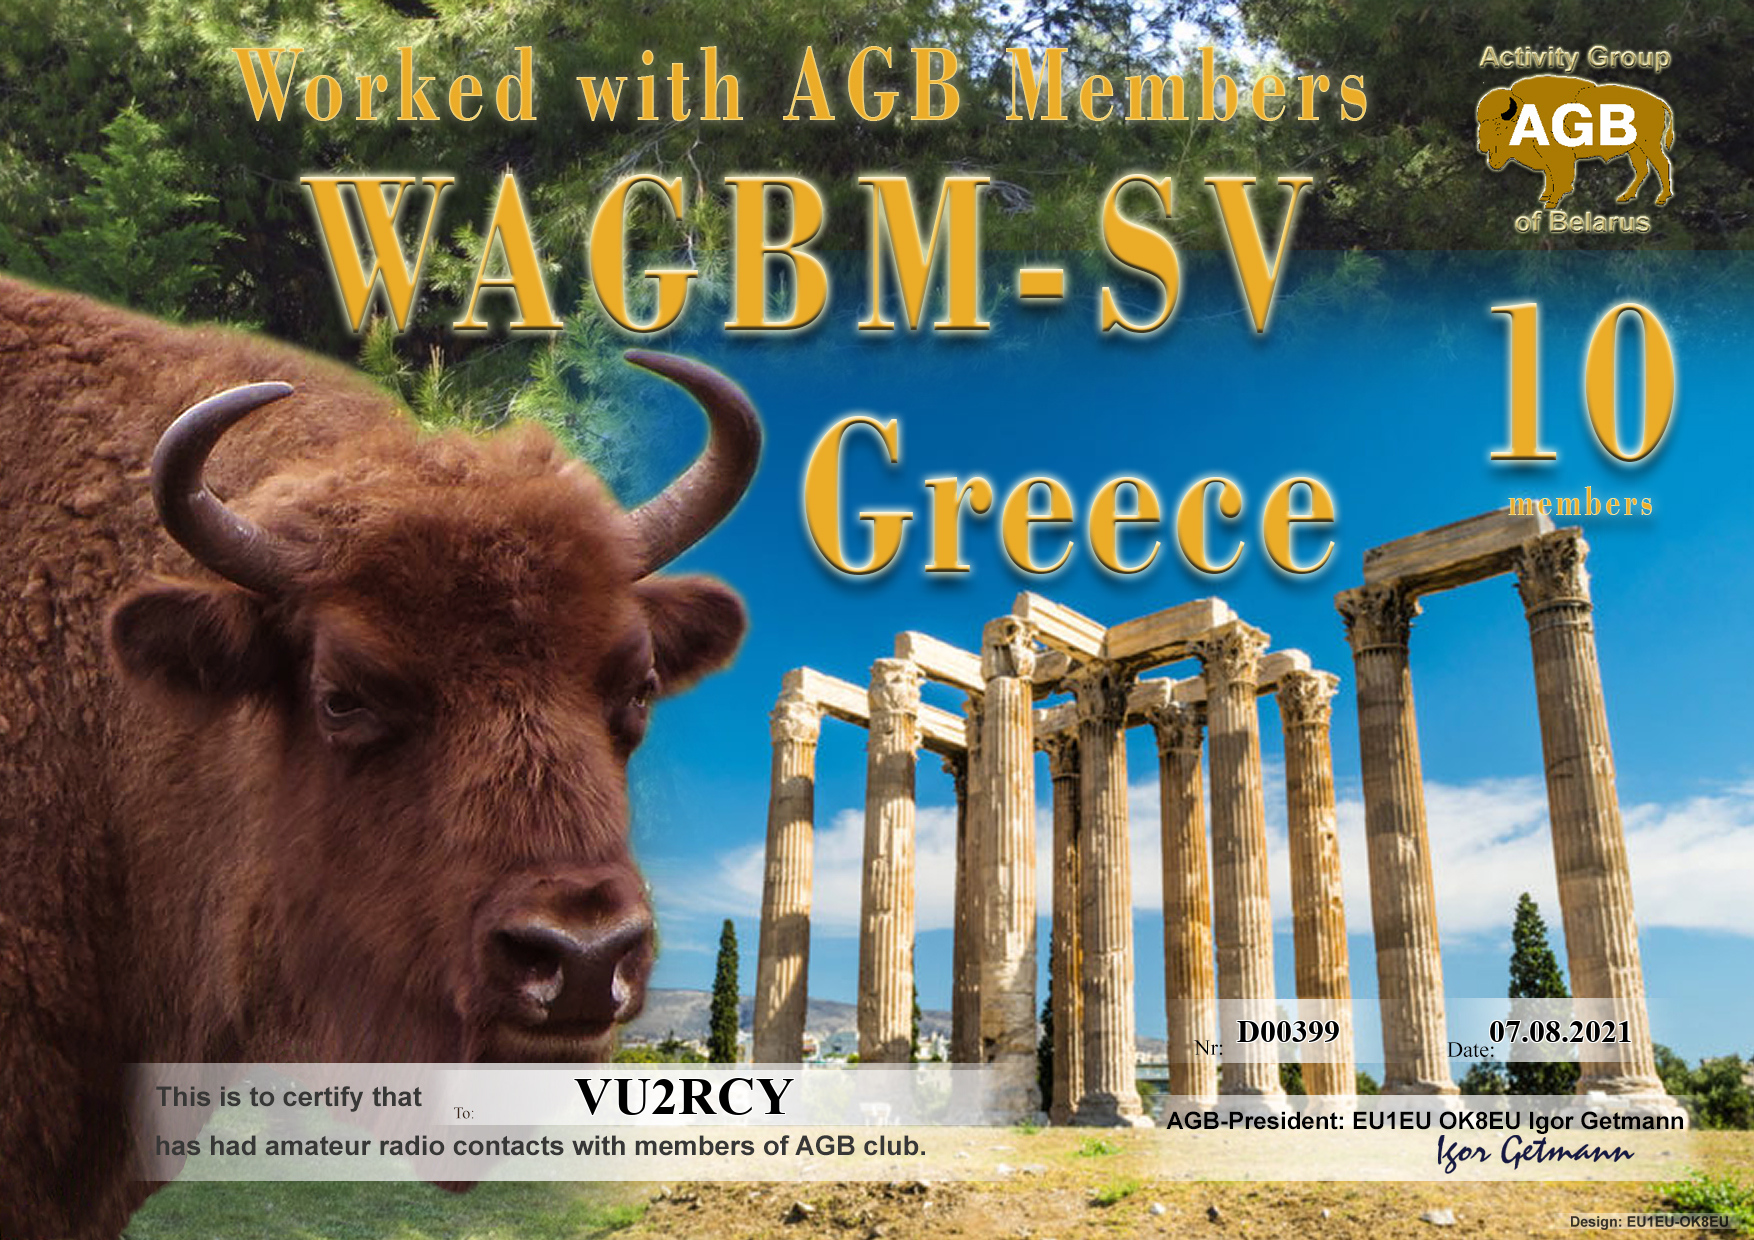 Worked with AGB Members
Activity Group
AGB
of Belarus
WAGBM-SV
10
members
Greece
Nr: D00399
Date: 07.08.2021
This is to certify that To: VU2RCY
has had amateur radio contacts with members of AGB club.
AGB-President: EU1EU OK8EU Igor Getmann
Igor Getmann
Design: EU1EU-OK8EU